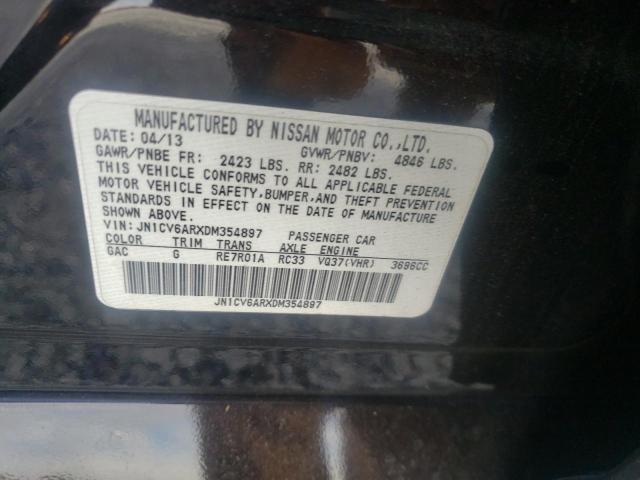 MANUFACTURED BY NISSAN MOTOR CO.,LTD.
DATE: 04/13 GVWR/PNBV: 4846 LBS.
GAWR/PNBE FR: 2423 LBS. RR: 2482 LBS.
THIS VEHICLE CONFORMS TO ALL APPLICABLE FEDERAL
MOTOR VEHICLE SAFETY,BUMPER,AND THEFT PREVENTION
STANDARDS IN EFFECT ON THE DATE OF MANUFACTURE
SHOWN ABOVE.
VIN: JN1CV6ARXDM354897 PASSENGER CAR
COLOR TRIM TRANS AXLE ENGINE
GAC G RE7R01A RC33 VQ37(VHR) 3696CC
JN1CV6ARXDM354897